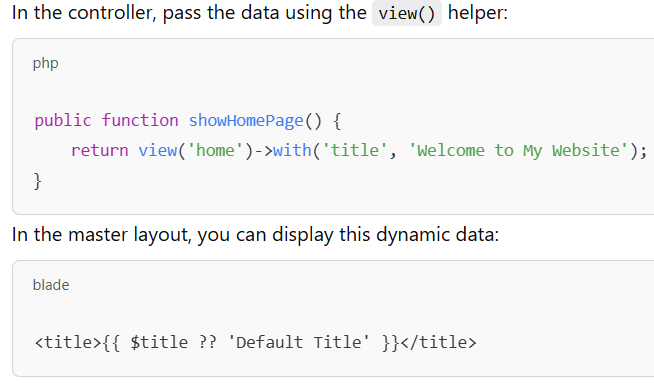 In the controller, pass the data using the view() helper:
php
public function showHomePage() {
    return view('home')->with('title', 'Welcome to My Website');
}
In the master layout, you can display this dynamic data:
blade
<title>{{ $title ?? 'Default Title' }}</title>